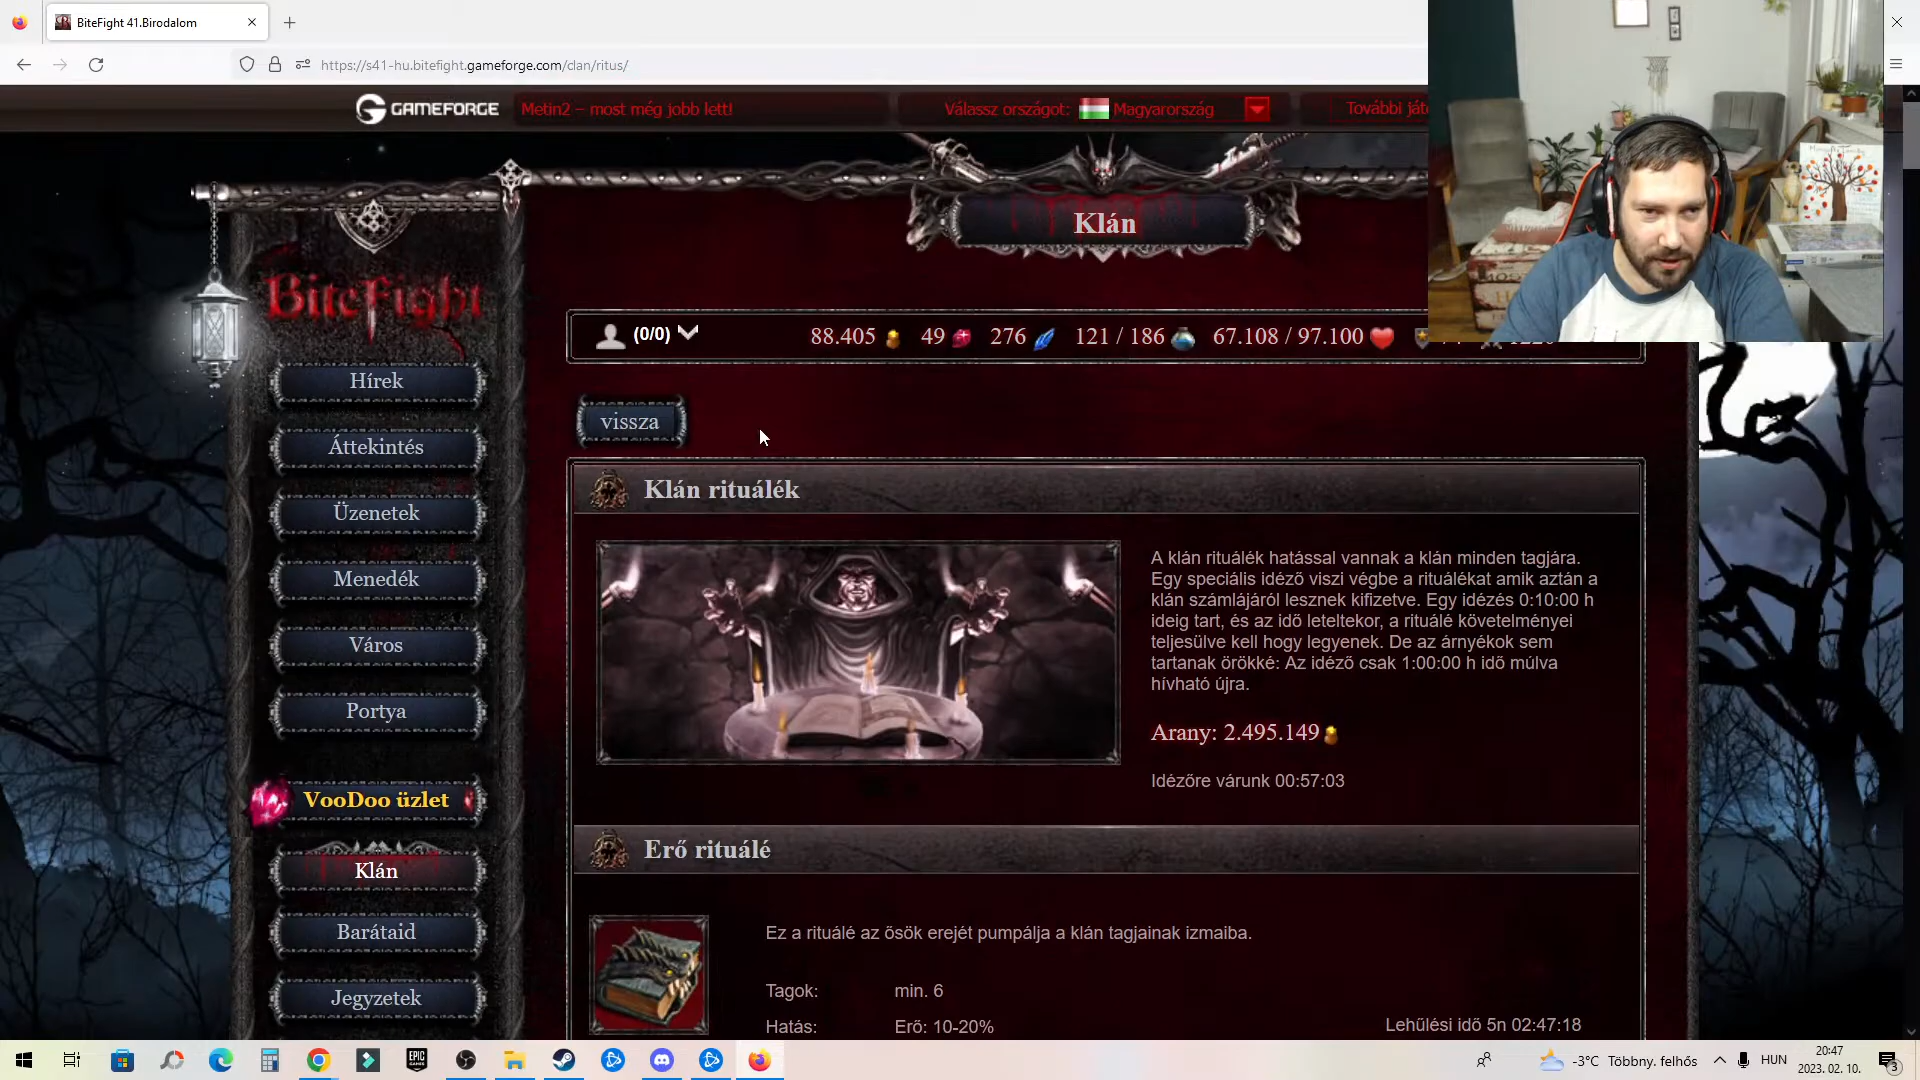 BiteFight 41.Birodalom
https://s41-hu.bitefight.gameforge.com/clan/ritus/
GAMEFORGE
Metin2 – most még jobb lett!
Válassz országot:
Magyarország
További
Klán
BiteFight
(0/0)
88.405
49
276
121 / 186
67.108 / 97.100
Hírek
Áttekintés
Üzenetek
Menedék
Város
Portya
VooDoo üzlet
Klán
Barátaid
Jegyzetek
vissza
Klán rituálék
A klán rituálék hatással vannak a klán minden tagjára.
Egy speciális idéző viszi végbe a rituálékat amik aztán a
klán számlájáról lesznek kifizetve. Egy idézés 0:10:00 h
ideig tart, és az idő leteltekor, a rituálé követelményei
teljesülve kell hogy legyenek. De az árnyékok sem
tartanak örökké: Az idéző csak 1:00:00 h idő múlva
hívható újra.
Arany: 2.495.149
Idézőre várunk 00:57:03
Erő rituálé
Ez a rituálé az ősök erejét pumpálja a klán tagjainak izmaiba.
Tagok:
min. 6
Hatás:
Erő: 10-20%
Lehűlési idő 5n 02:47:18
EPIC
GAMES
-3°C Többny. felhős
HUN
20:47
2023. 02. 10.
3